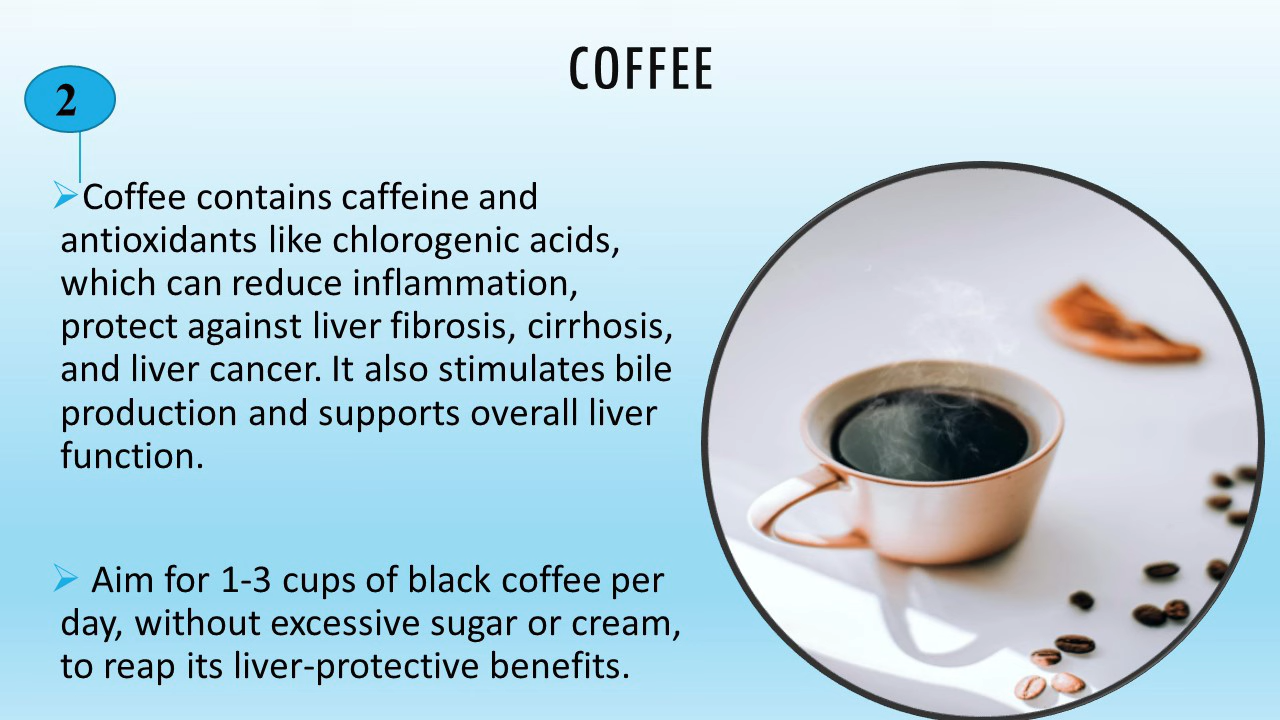 COFFEE
2
Coffee contains caffeine and
antioxidants like chlorogenic acids,
which can reduce inflammation,
protect against liver fibrosis, cirrhosis,
and liver cancer. It also stimulates bile
production and supports overall liver
function.
Aim for 1-3 cups of black coffee per
day, without excessive sugar or cream,
to reap its liver-protective benefits.